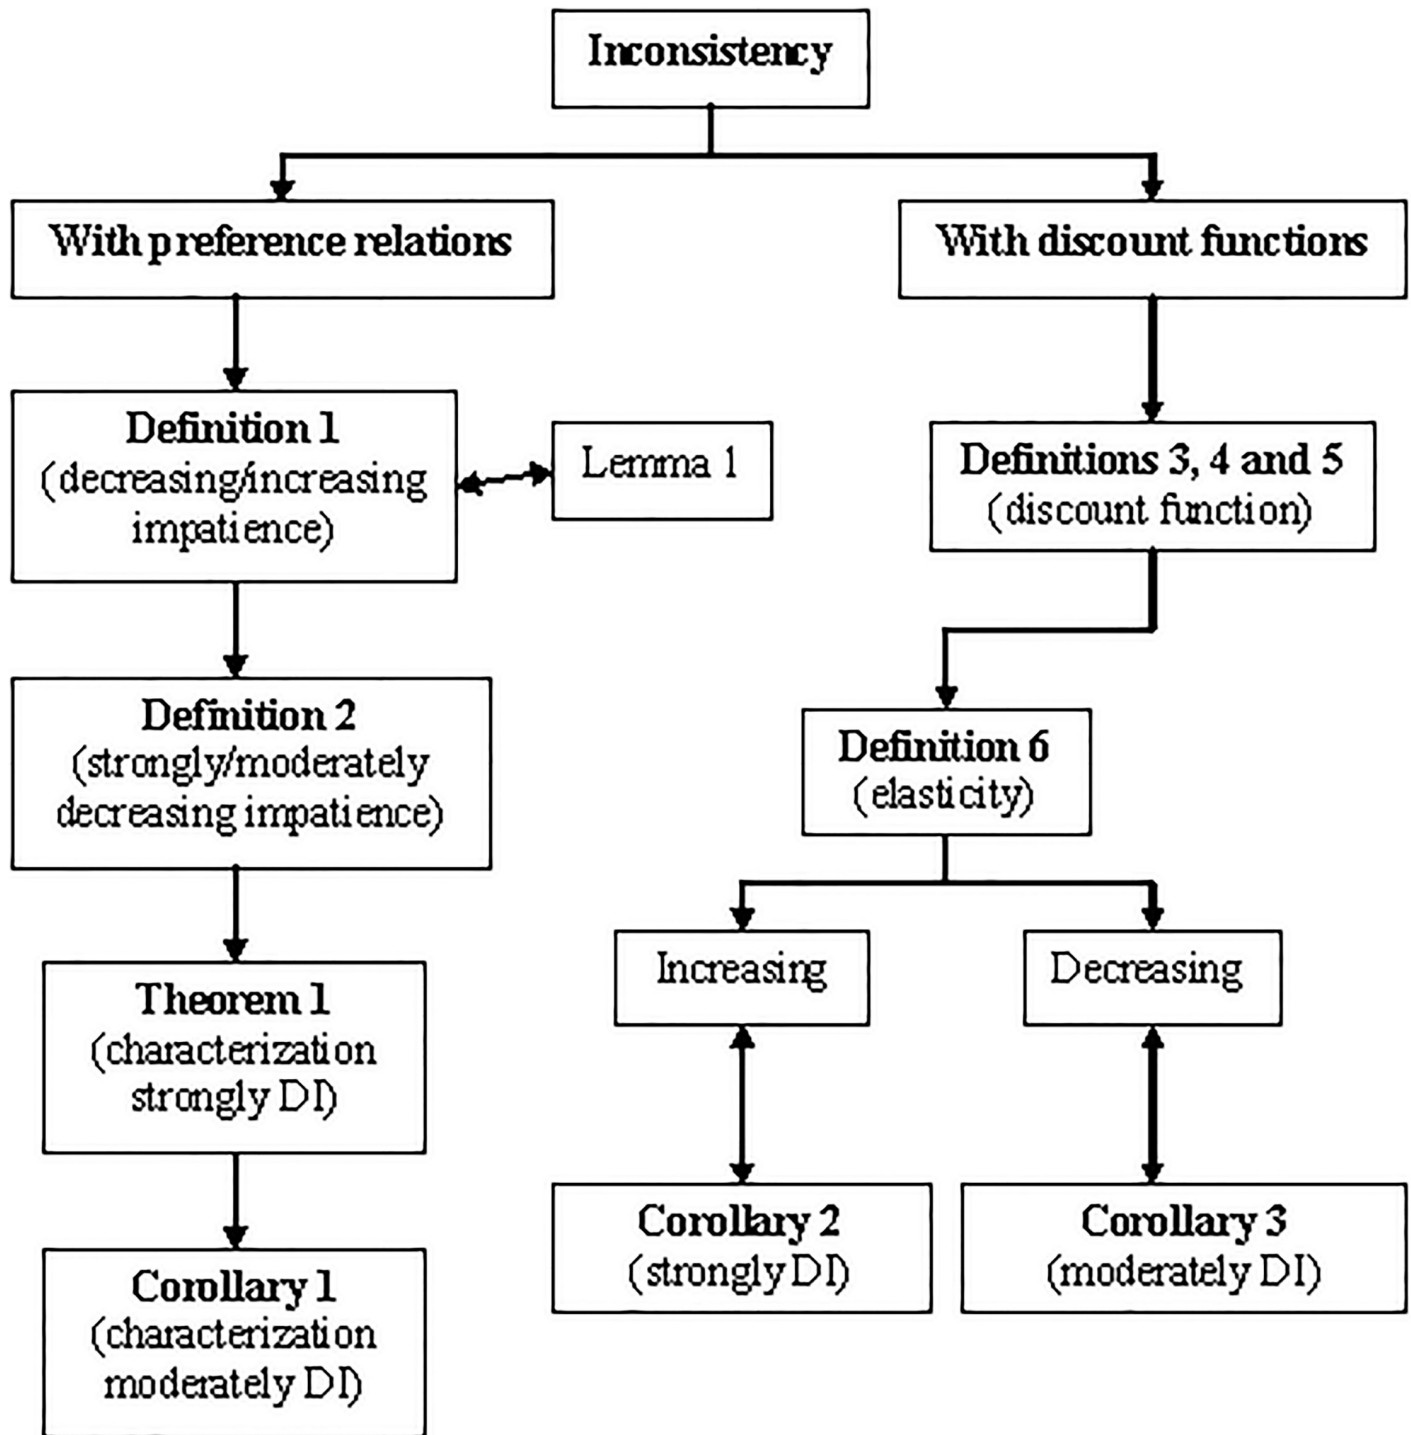 Inconsistency
With preference relations
With discount functions
Definition 1
(decreasing/increasing
impatience)
Lemma 1
Definitions 3, 4 and 5
(discount function)
Definition 2
(strongly/moderately
decreasing impatience)
Definition 6
(elasticity)
Increasing
Decreasing
Theorem 1
(characterization
strongly DI)
Corollary 2
(strongly DI)
Corollary 3
(moderately DI)
Corollary 1
(characterization
moderately DI)